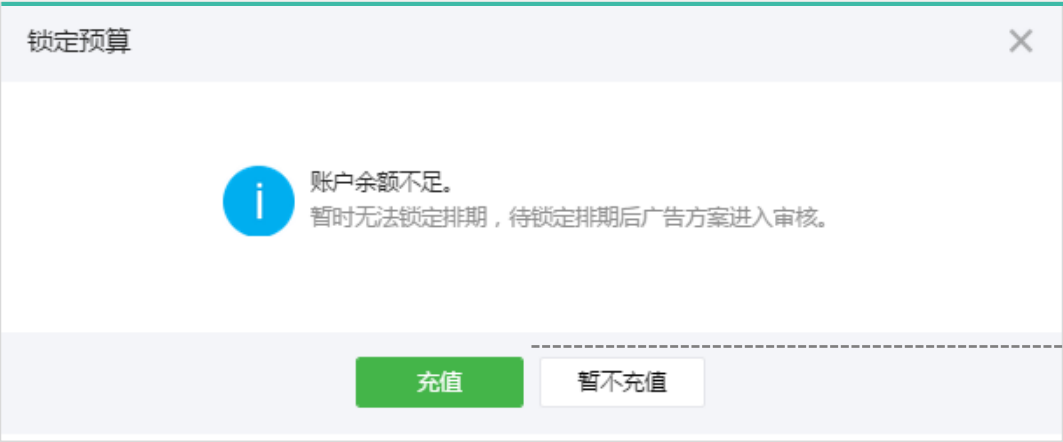 锁定预算
账户余额不足。
暂时无法锁定排期，待锁定排期后广告方案进入审核。
充值
暂不充值